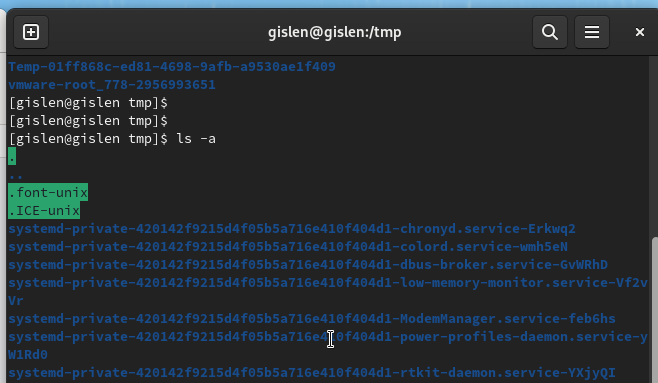 gislen@gislen:/tmp
Temp-01ff868c-ed81-4698-9afb-a9530ae1f409
vmware-root_778-2956993651
[gislen@gislen tmp]$
[gislen@gislen tmp]$
[gislen@gislen tmp]$ ls -a
.
..
.font-unix
.ICE-unix
systemd-private-420142f9215d4f05b5a716e410f404d1-chronyd.service-Erkwq2
systemd-private-420142f9215d4f05b5a716e410f404d1-colord.service-wmh5eN
systemd-private-420142f9215d4f05b5a716e410f404d1-dbus-broker.service-GvWRhD
systemd-private-420142f9215d4f05b5a716e410f404d1-low-memory-monitor.service-Vf2v
Vr
systemd-private-420142f9215d4f05b5a716e410f404d1-ModemManager.service-feb6hs
systemd-private-420142f9215d4f05b5a716e410f404d1-power-profiles-daemon.service-y
W1Rd0
systemd-private-420142f9215d4f05b5a716e410f404d1-rtkit-daemon.service-YXjyQI